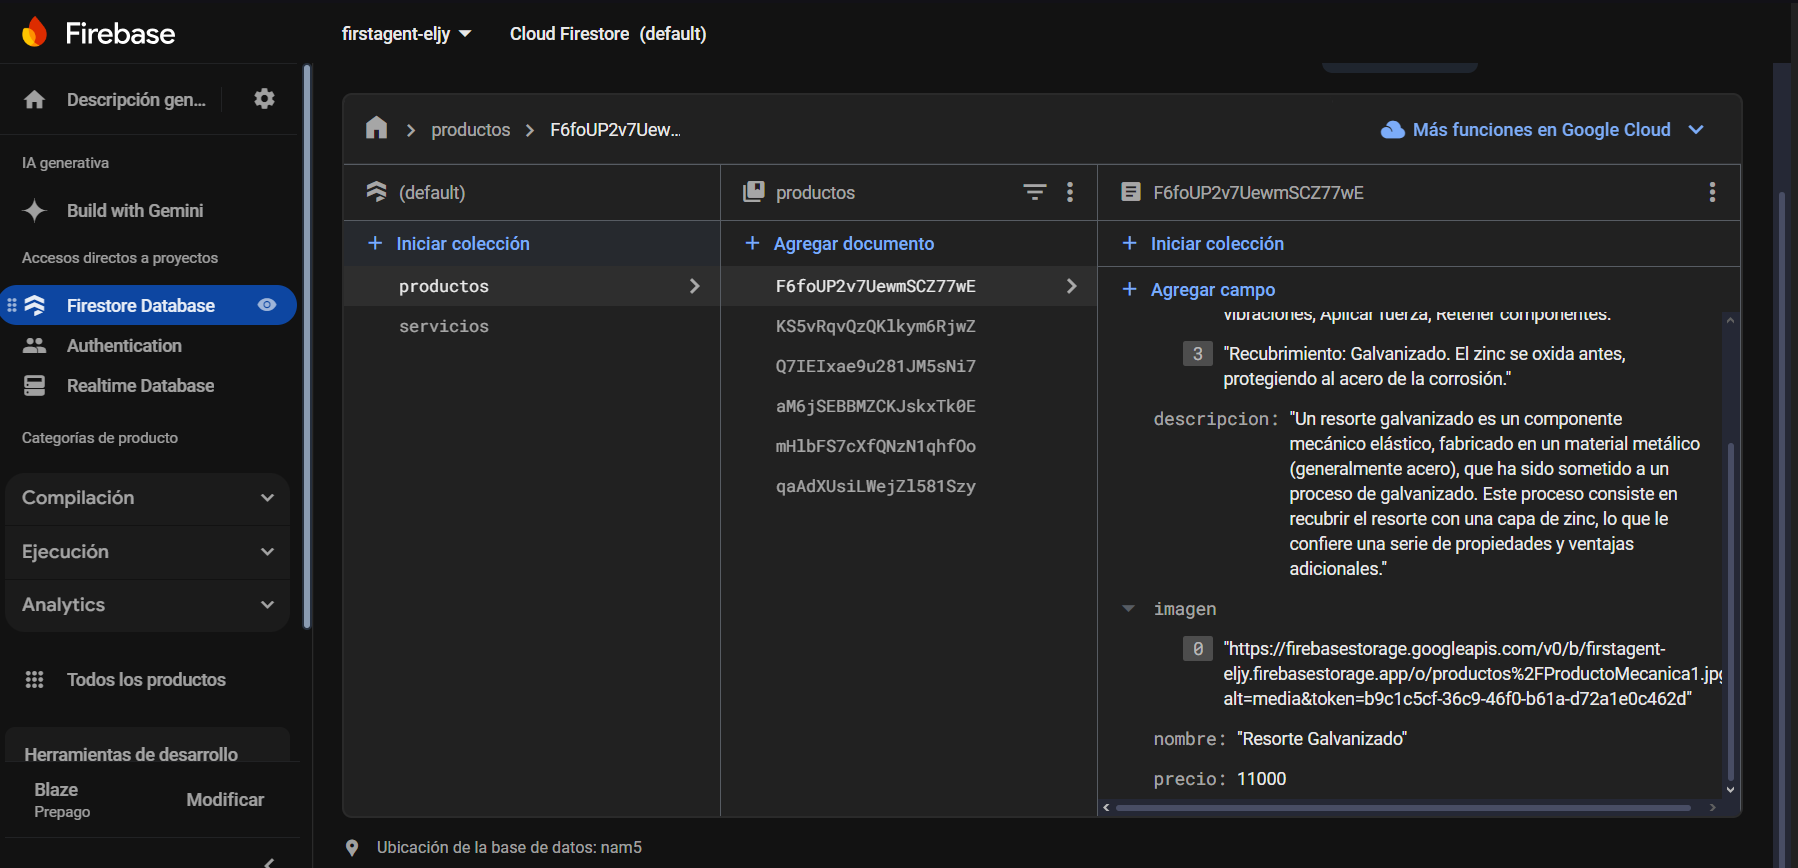 Firebase
firstagent-eljy
Cloud Firestore (default)
Descripción gen...
IA generativa
Build with Gemini
Accesos directos a proyectos
Firestore Database
Authentication
Realtime Database
Categorías de producto
Compilación
Ejecución
Analytics
Todos los productos
Herramientas de desarrollo
Blaze
Prepago
Modificar
productos
F6foUP2v7Uew...
Más funciones en Google Cloud
(default)
Iniciar colección
productos
servicios
productos
Agregar documento
F6foUP2v7UewmSCZ77wE
KS5vRqvQzQKlkym6RjwZ
Q7IEIxae9u281JM5sNi7
aM6jSEBBMZCKJskxTk0E
mHlbFS7cXfQNzN1qhfOo
qaAdXUsiLWejZl581Szy
F6foUP2v7UewmSCZ77wE
Iniciar colección
Agregar campo
vibraciones, Aplicar fuerza, Retener componentes.
3 "Recubrimiento: Galvanizado. El zinc se oxida antes,
protegiendo al acero de la corrosión."
descripcion: "Un resorte galvanizado es un componente
mecánico elástico, fabricado en un material metálico
(generalmente acero), que ha sido sometido a un
proceso de galvanizado. Este proceso consiste en
recubrir el resorte con una capa de zinc, lo que le
confiere una serie de propiedades y ventajas
adicionales."
imagen
0 "https://firebasestorage.googleapis.com/v0/b/firstagent-
eljy.firebasestorage.app/o/productos%2FProductoMecanica1.jpg
alt=media&token=b9c1c5cf-36c9-46f0-b61a-d72a1e0c462d"
nombre: "Resorte Galvanizado"
precio: 11000
Ubicación de la base de datos: nam5